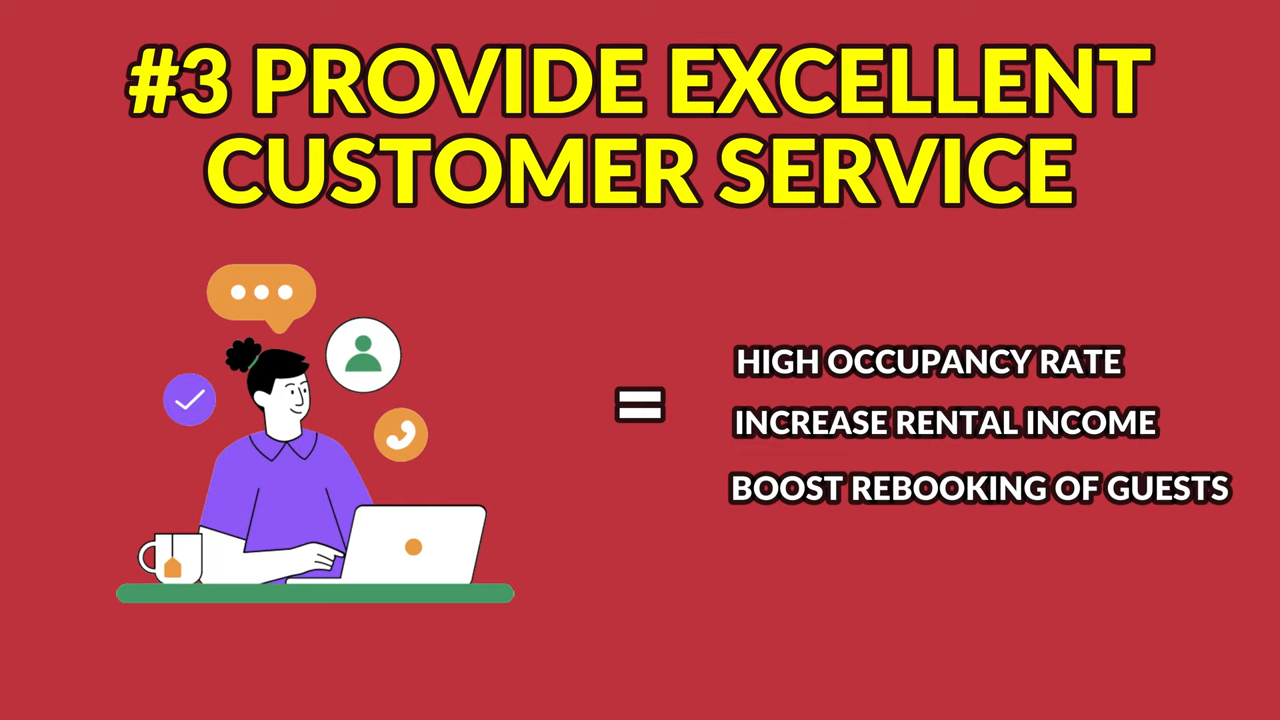 #3 PROVIDE EXCELLENT
CUSTOMER SERVICE
=
HIGH OCCUPANCY RATE
INCREASE RENTAL INCOME
BOOST REBOOKING OF GUESTS